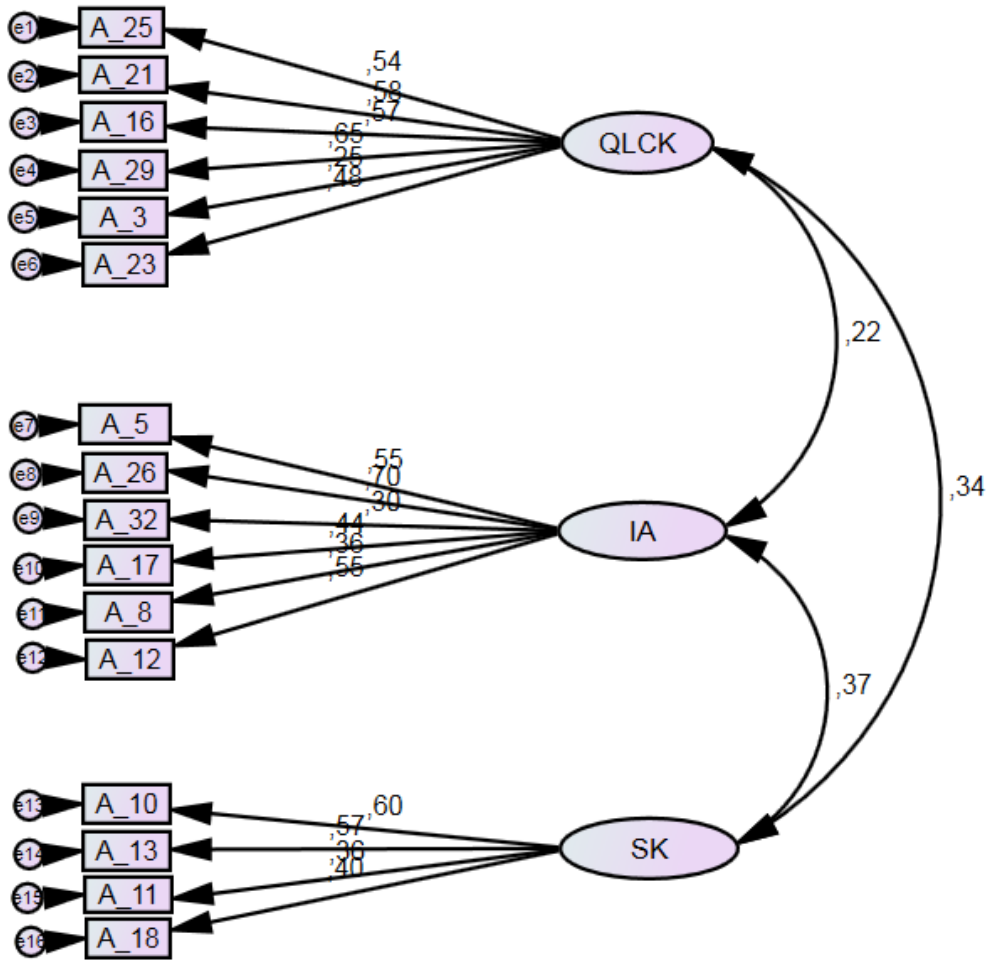 e1 A_25
,54
e2 A_21
,58
e3 A_16
,57
,65
e4 A_29
,25
,48
e5 A_3
e6 A_23
QLCK
,22
,34
e7 A_5
,55
e8 A_26
,70
e9 A_32
,30
,44
e10 A_17
,36
,55
e11 A_8
e12 A_12
IA
,37
e13 A_10
,60
,57
e14 A_13
,36
,40
e15 A_11
e16 A_18
SK